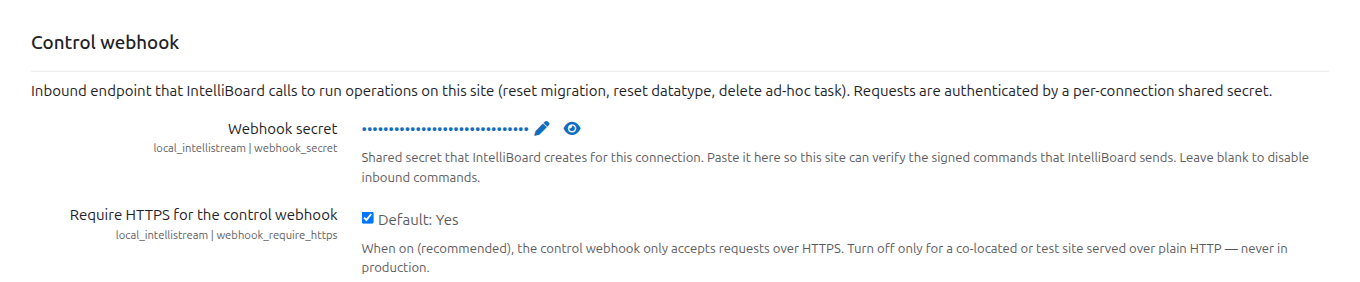 Control webhook
Inbound endpoint that IntelliBoard calls to run operations on this site (reset migration, reset datatype, delete ad-hoc task). Requests are authenticated by a per-connection shared secret.
Webhook secret
local_intellistream | webhook_secret
••••••••••••••••••••••••••••••••
Shared secret that IntelliBoard creates for this connection. Paste it here so this site can verify the signed commands that IntelliBoard sends. Leave blank to disable
inbound commands.
Require HTTPS for the control webhook
local_intellistream | webhook_require_https
Default: Yes
When on (recommended), the control webhook only accepts requests over HTTPS. Turn off only for a co-located or test site served over plain HTTP — never in
production.